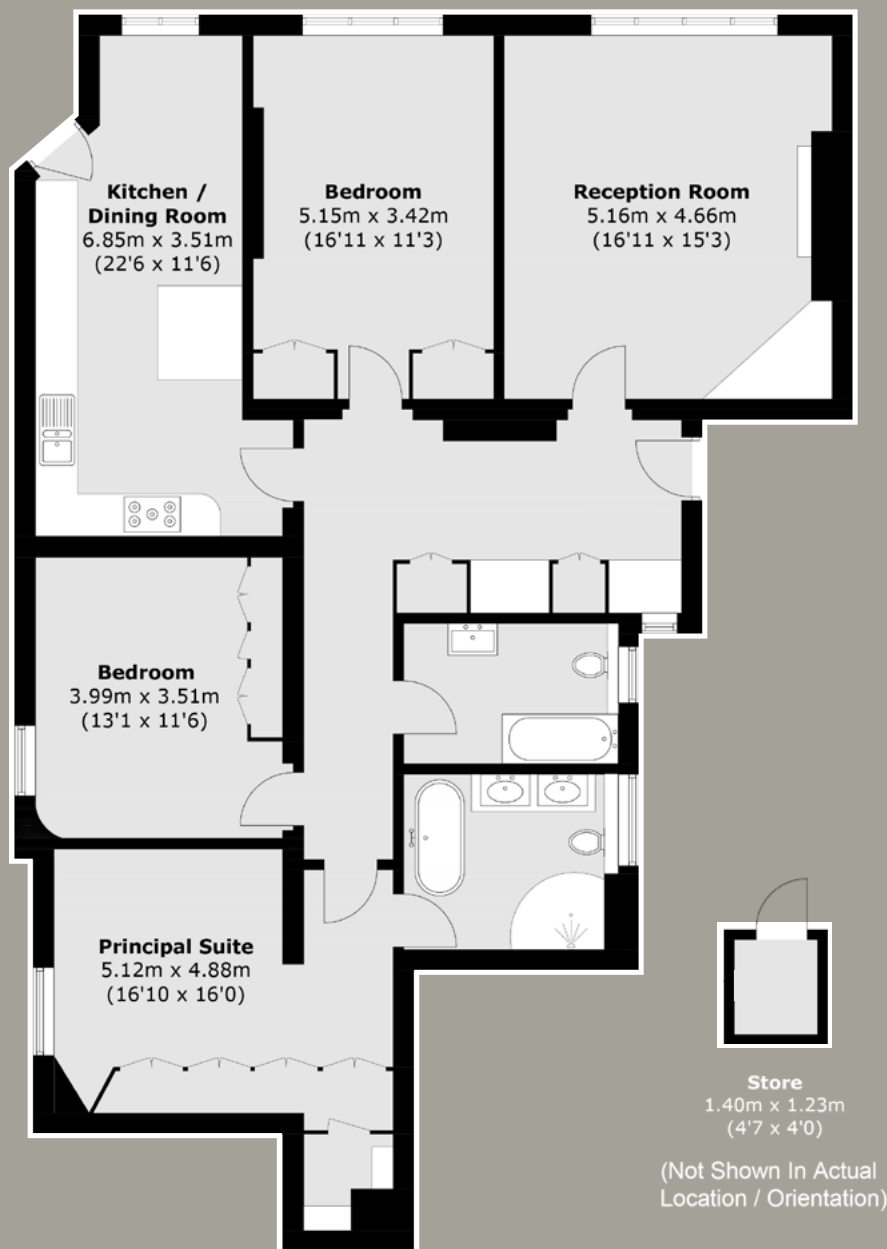 Kitchen /
Dining Room
6.85m x 3.51m
(22'6 x 11'6)
Bedroom
5.15m x 3.42m
(16'11 x 11'3)
Reception Room
5.16m x 4.66m
(16'11 x 15'3)
Bedroom
3.99m x 3.51m
(13'1 x 11'6)
Principal Suite
5.12m x 4.88m
(16'10 x 16'0)
Store
1.40m x 1.23m
(4'7 x 4'0)
(Not Shown In Actual
Location / Orientation)